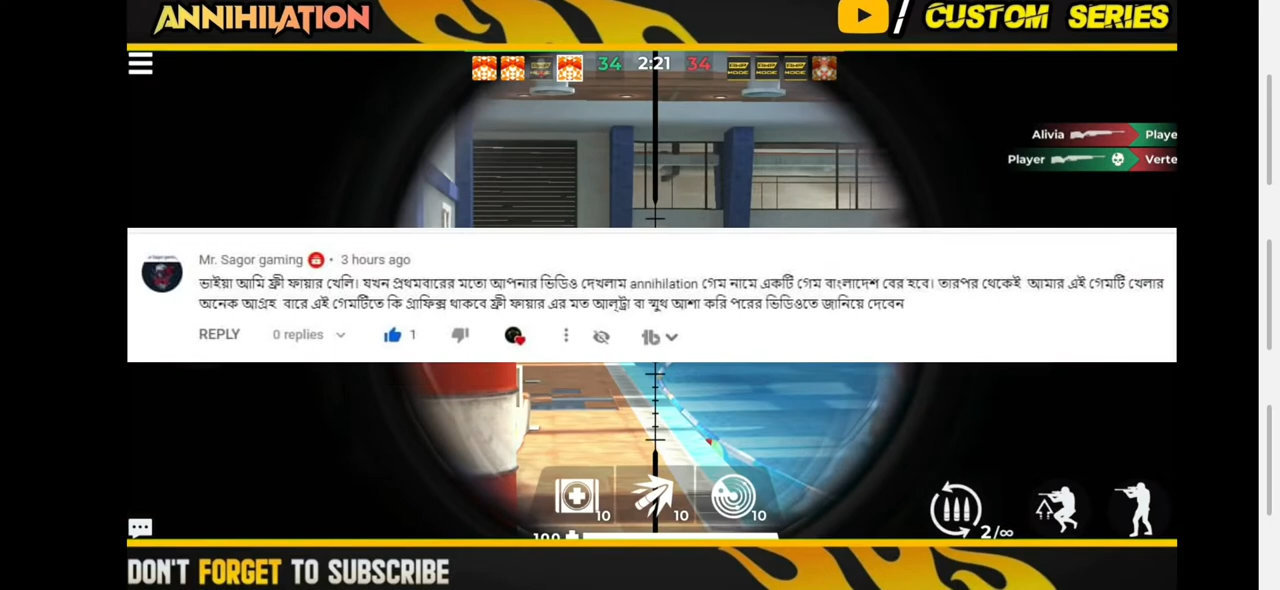 ANNIHILATION
/ CUSTOM SERIES
34 2:21 34
Alivia Playe
Player Verte
Mr. Sagor gaming • 3 hours ago
ভাইয়া আমি ফ্রী ফায়ার খেলি। যখন প্রথমবারের মতো আপনার ভিডিও দেখলাম annihilation গেম নামে একটি গেম বাংলাদেশ বের হবে। তারপর থেকেই আমার এই গেমটি খেলার
অনেক আগ্রহ বারে এই গেমটিতে কি গ্রাফিক্স থাকবে ফ্রী ফায়ার এর মত আল্ট্রা বা স্মুথ আশা করি পরের ভিডিওতে জানিয়ে দেবেন
REPLY 0 replies 1
10 10 10
2/∞
100
DON'T FORGET TO SUBSCRIBE